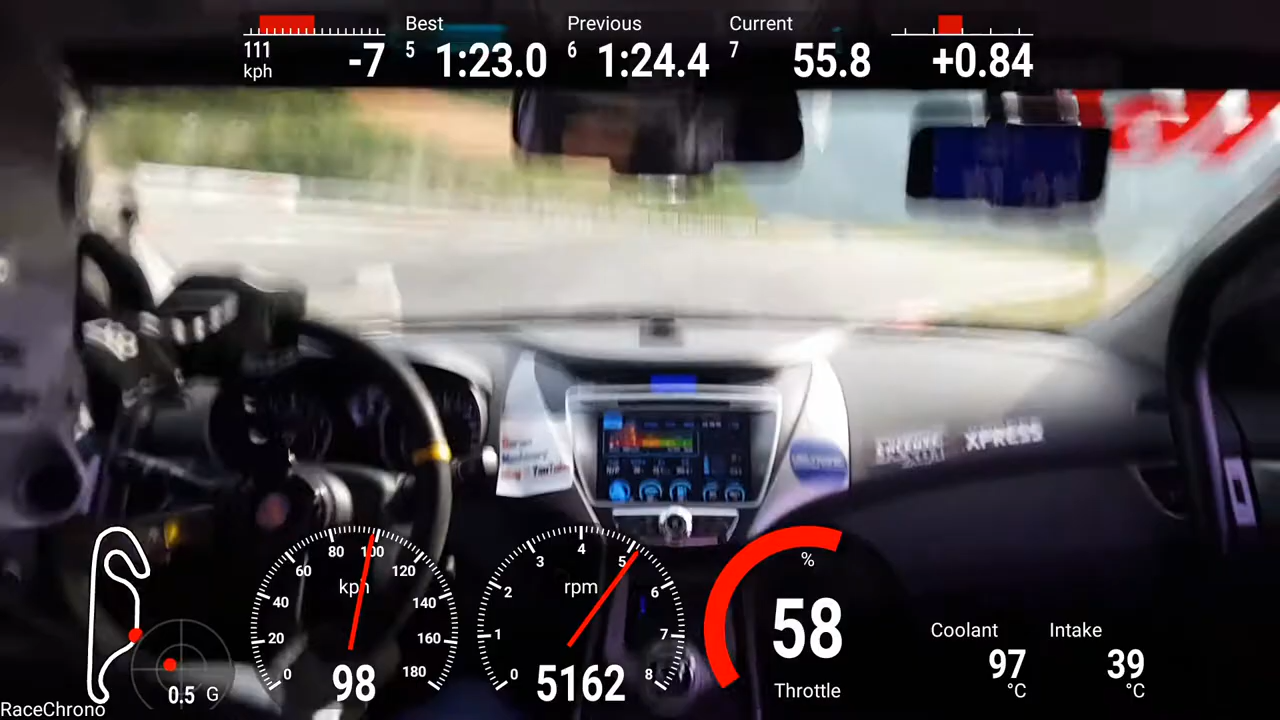 Best Previous Current
111 kph -7 5 1:23.0 6 1:24.4 7 55.8 +0.84
XPRESS
0 20 40 60 80 100 120 140 160 180
kph
98
0 1 2 3 4 5 6 7 8
rpm
5162
%
58
Throttle
Coolant Intake
97 39
°C °C
0.5 G
RaceChrono